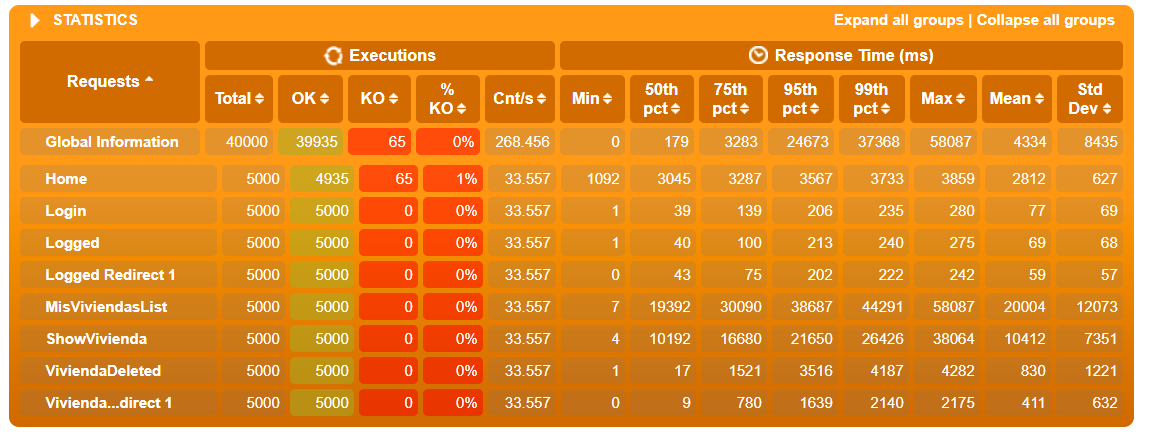 STATISTICS Expand all groups | Collapse all groups
Requests Executions Response Time (ms)
Total OK KO % KO Cnt/s Min 50th pct 75th pct 95th pct 99th pct Max Mean Std Dev
Global Information 40000 39935 65 0% 268.456 0 179 3283 24673 37368 58087 4334 8435
Home 5000 4935 65 1% 33.557 1092 3045 3287 3567 3733 3859 2812 627
Login 5000 5000 0 0% 33.557 1 39 139 206 235 280 77 69
Logged 5000 5000 0 0% 33.557 1 40 100 213 240 275 69 68
Logged Redirect 1 5000 5000 0 0% 33.557 0 43 75 202 222 242 59 57
MisViviendasList 5000 5000 0 0% 33.557 7 19392 30090 38687 44291 58087 20004 12073
ShowVivienda 5000 5000 0 0% 33.557 4 10192 16680 21650 26426 38064 10412 7351
ViviendaDeleted 5000 5000 0 0% 33.557 1 17 1521 3516 4187 4282 830 1221
Vivienda...direct 1 5000 5000 0 0% 33.557 0 9 780 1639 2140 2175 411 632